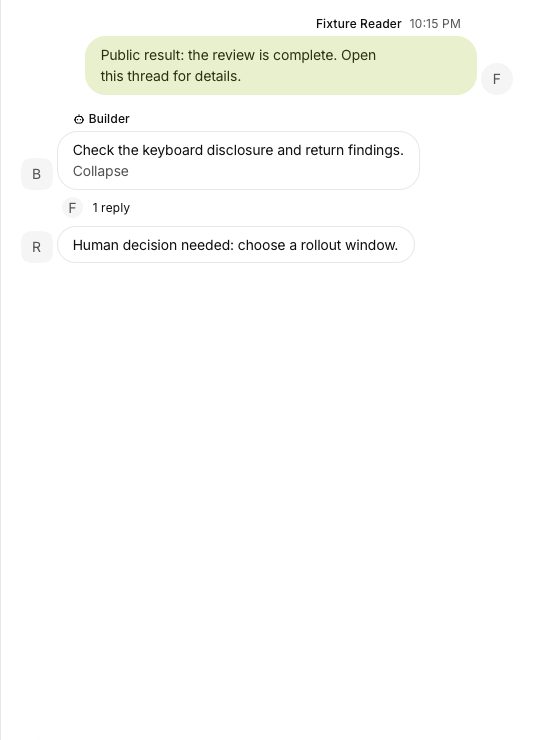 Fixture Reader 10:15 PM
Public result: the review is complete. Open
this thread for details.
F
Builder
Check the keyboard disclosure and return findings.
Collapse
B
F 1 reply
Human decision needed: choose a rollout window.
R